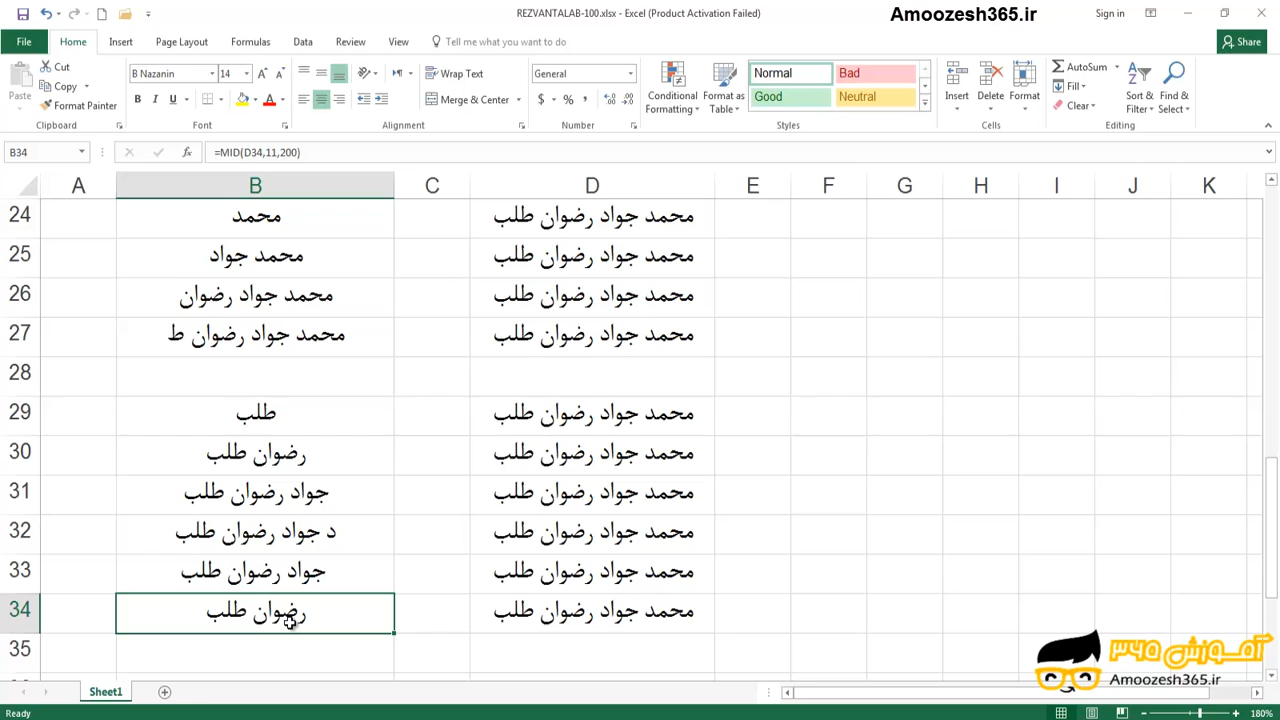 REZVANTALAB-100.xlsx - Excel (Product Activation Failed)
Amoozesh365.ir
Sign in
File Home Insert Page Layout Formulas Data Review View Tell me what you want to do Share
Paste
Cut
Copy
Format Painter
Clipboard
B Nazanin 14
B I U
Font
Wrap Text
Merge & Center
Alignment
General
$ % ,
Number
Conditional Formatting
Format as Table
Normal Bad
Good Neutral
Styles
Insert Delete Format
Cells
AutoSum
Fill
Clear
Sort & Filter
Find & Select
Editing
B34 fx =MID(D34,11,200)
A B C D E F G H I J K
24 محمد محمد جواد رضوان طلب
25 محمد جواد محمد جواد رضوان طلب
26 محمد جواد رضوان محمد جواد رضوان طلب
27 محمد جواد رضوان ط محمد جواد رضوان طلب
28
29 طلب محمد جواد رضوان طلب
30 رضوان طلب محمد جواد رضوان طلب
31 جواد رضوان طلب محمد جواد رضوان طلب
32 د جواد رضوان طلب محمد جواد رضوان طلب
33 جواد رضوان طلب محمد جواد رضوان طلب
34 رضوان طلب محمد جواد رضوان طلب
35
آموزش ۳۶۵
Amoozesh365.ir
Sheet1
Ready
180%